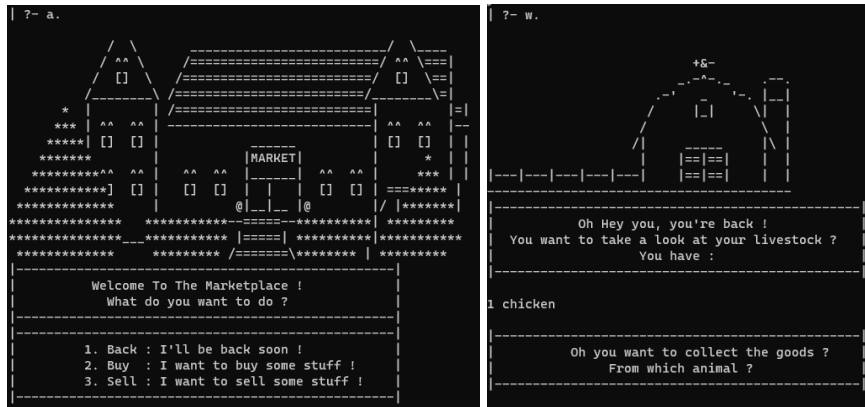 | ?- a.
MARKET
Welcome To The Marketplace !
What do you want to do ?
1. Back : I'll be back soon !
2. Buy : I want to buy some stuff !
3. Sell : I want to sell some stuff !
| ?- w.
Oh Hey you, you're back !
You want to take a look at your livestock ?
You have :
1 chicken
Oh you want to collect the goods ?
From which animal ?